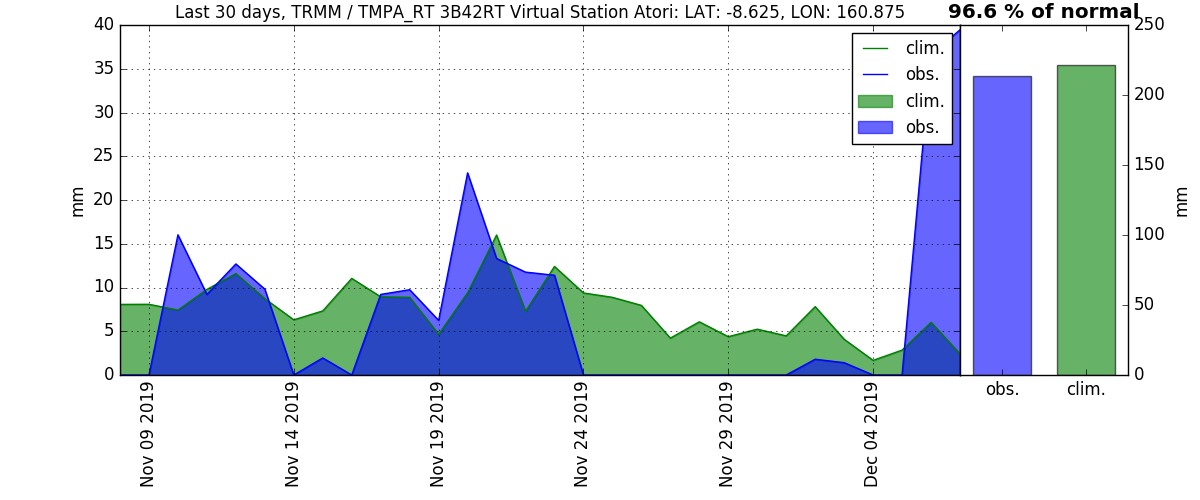 Last 30 days, TRMM / TMPA_RT 3B42RT Virtual Station Atori: LAT: -8.625, LON: 160.875
96.6 % of normal
40
35
30
25
20
15
10
5
0
mm
clim.
obs.
clim.
obs.
250
200
150
100
50
0
mm
Nov 09 2019
Nov 14 2019
Nov 19 2019
Nov 24 2019
Nov 29 2019
Dec 04 2019
obs.
clim.